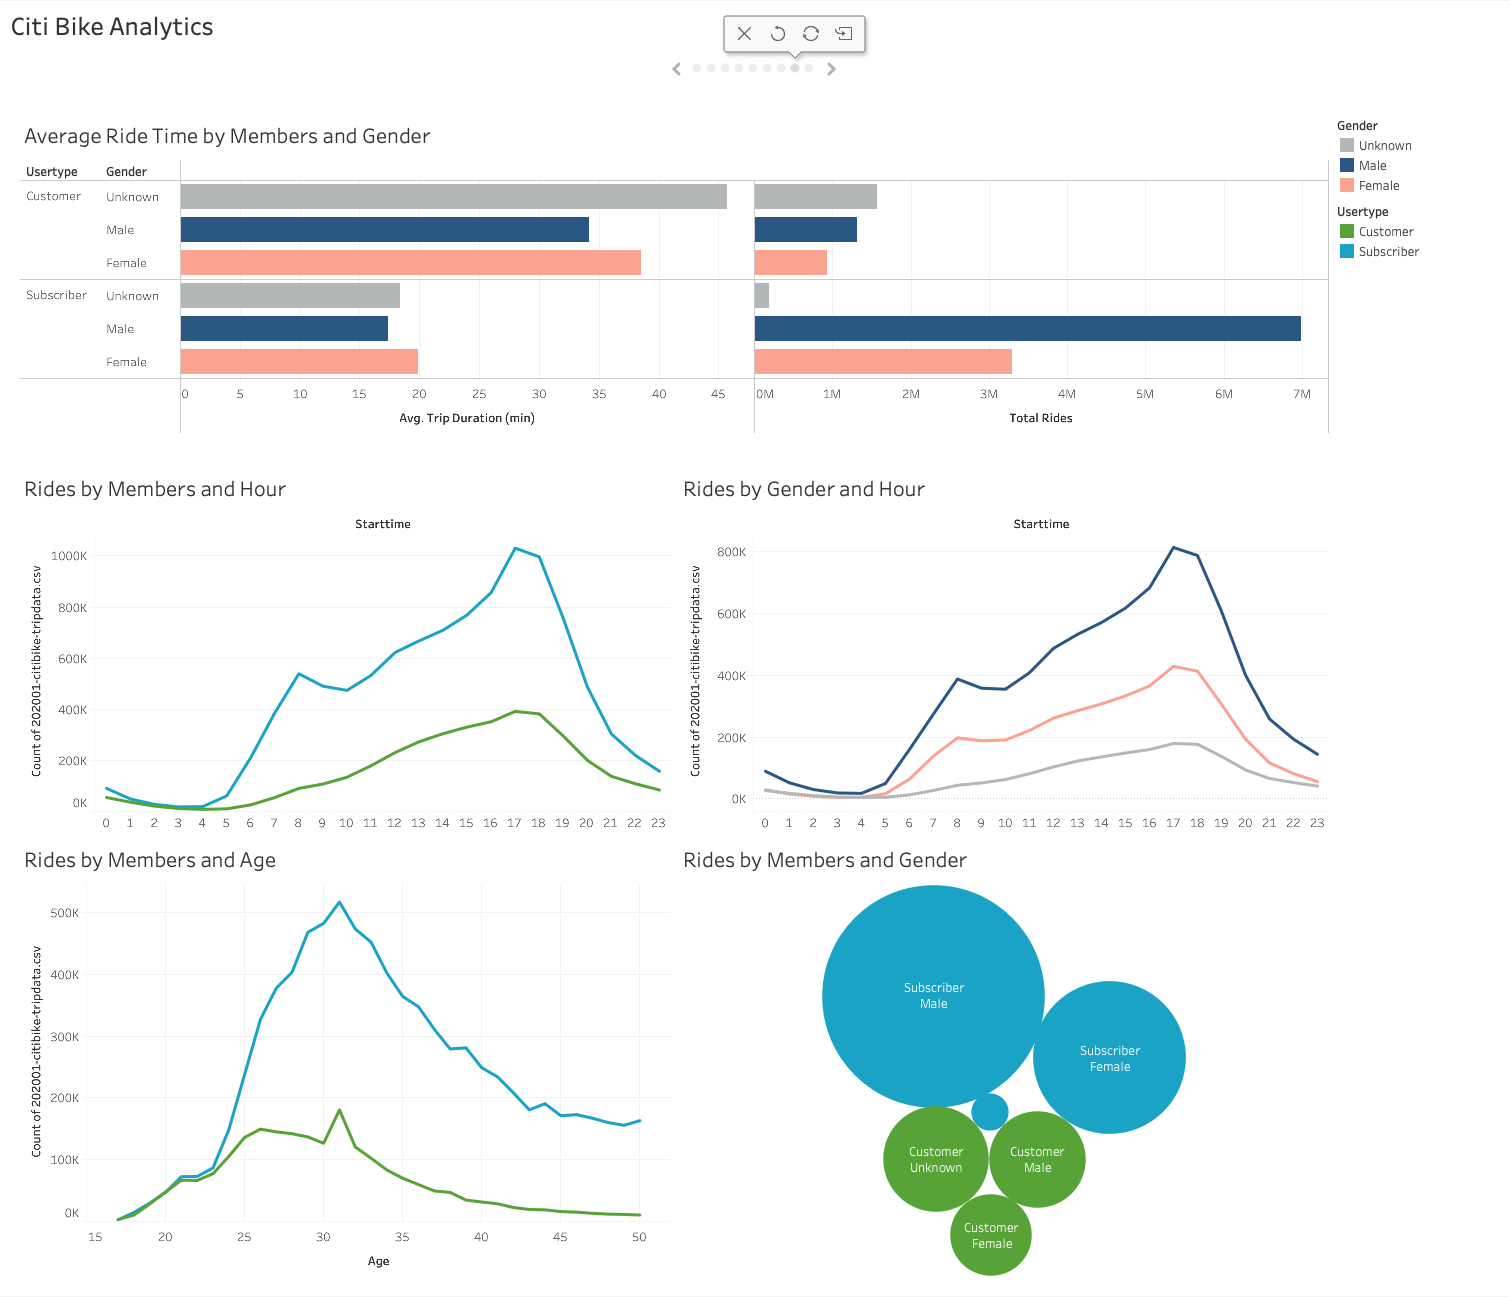 Citi Bike Analytics
Average Ride Time by Members and Gender
Usertype Gender
Customer Unknown
Male
Female
Subscriber Unknown
Male
Female
0 5 10 15 20 25 30 35 40 45
0M 1M 2M 3M 4M 5M 6M 7M
Avg. Trip Duration (min)
Total Rides
Gender
Unknown
Male
Female
Usertype
Customer
Subscriber
Rides by Members and Hour
Starttime
Count of 202001-citibike-tripdata.csv
1000K
800K
600K
400K
200K
0K
0 1 2 3 4 5 6 7 8 9 10 11 12 13 14 15 16 17 18 19 20 21 22 23
Rides by Gender and Hour
Starttime
Count of 202001-citibike-tripdata.csv
800K
600K
400K
200K
0K
0 1 2 3 4 5 6 7 8 9 10 11 12 13 14 15 16 17 18 19 20 21 22 23
Rides by Members and Age
Count of 202001-citibike-tripdata.csv
500K
400K
300K
200K
100K
0K
15 20 25 30 35 40 45 50
Age
Rides by Members and Gender
Subscriber
Male
Subscriber
Female
Customer
Unknown
Customer
Male
Customer
Female